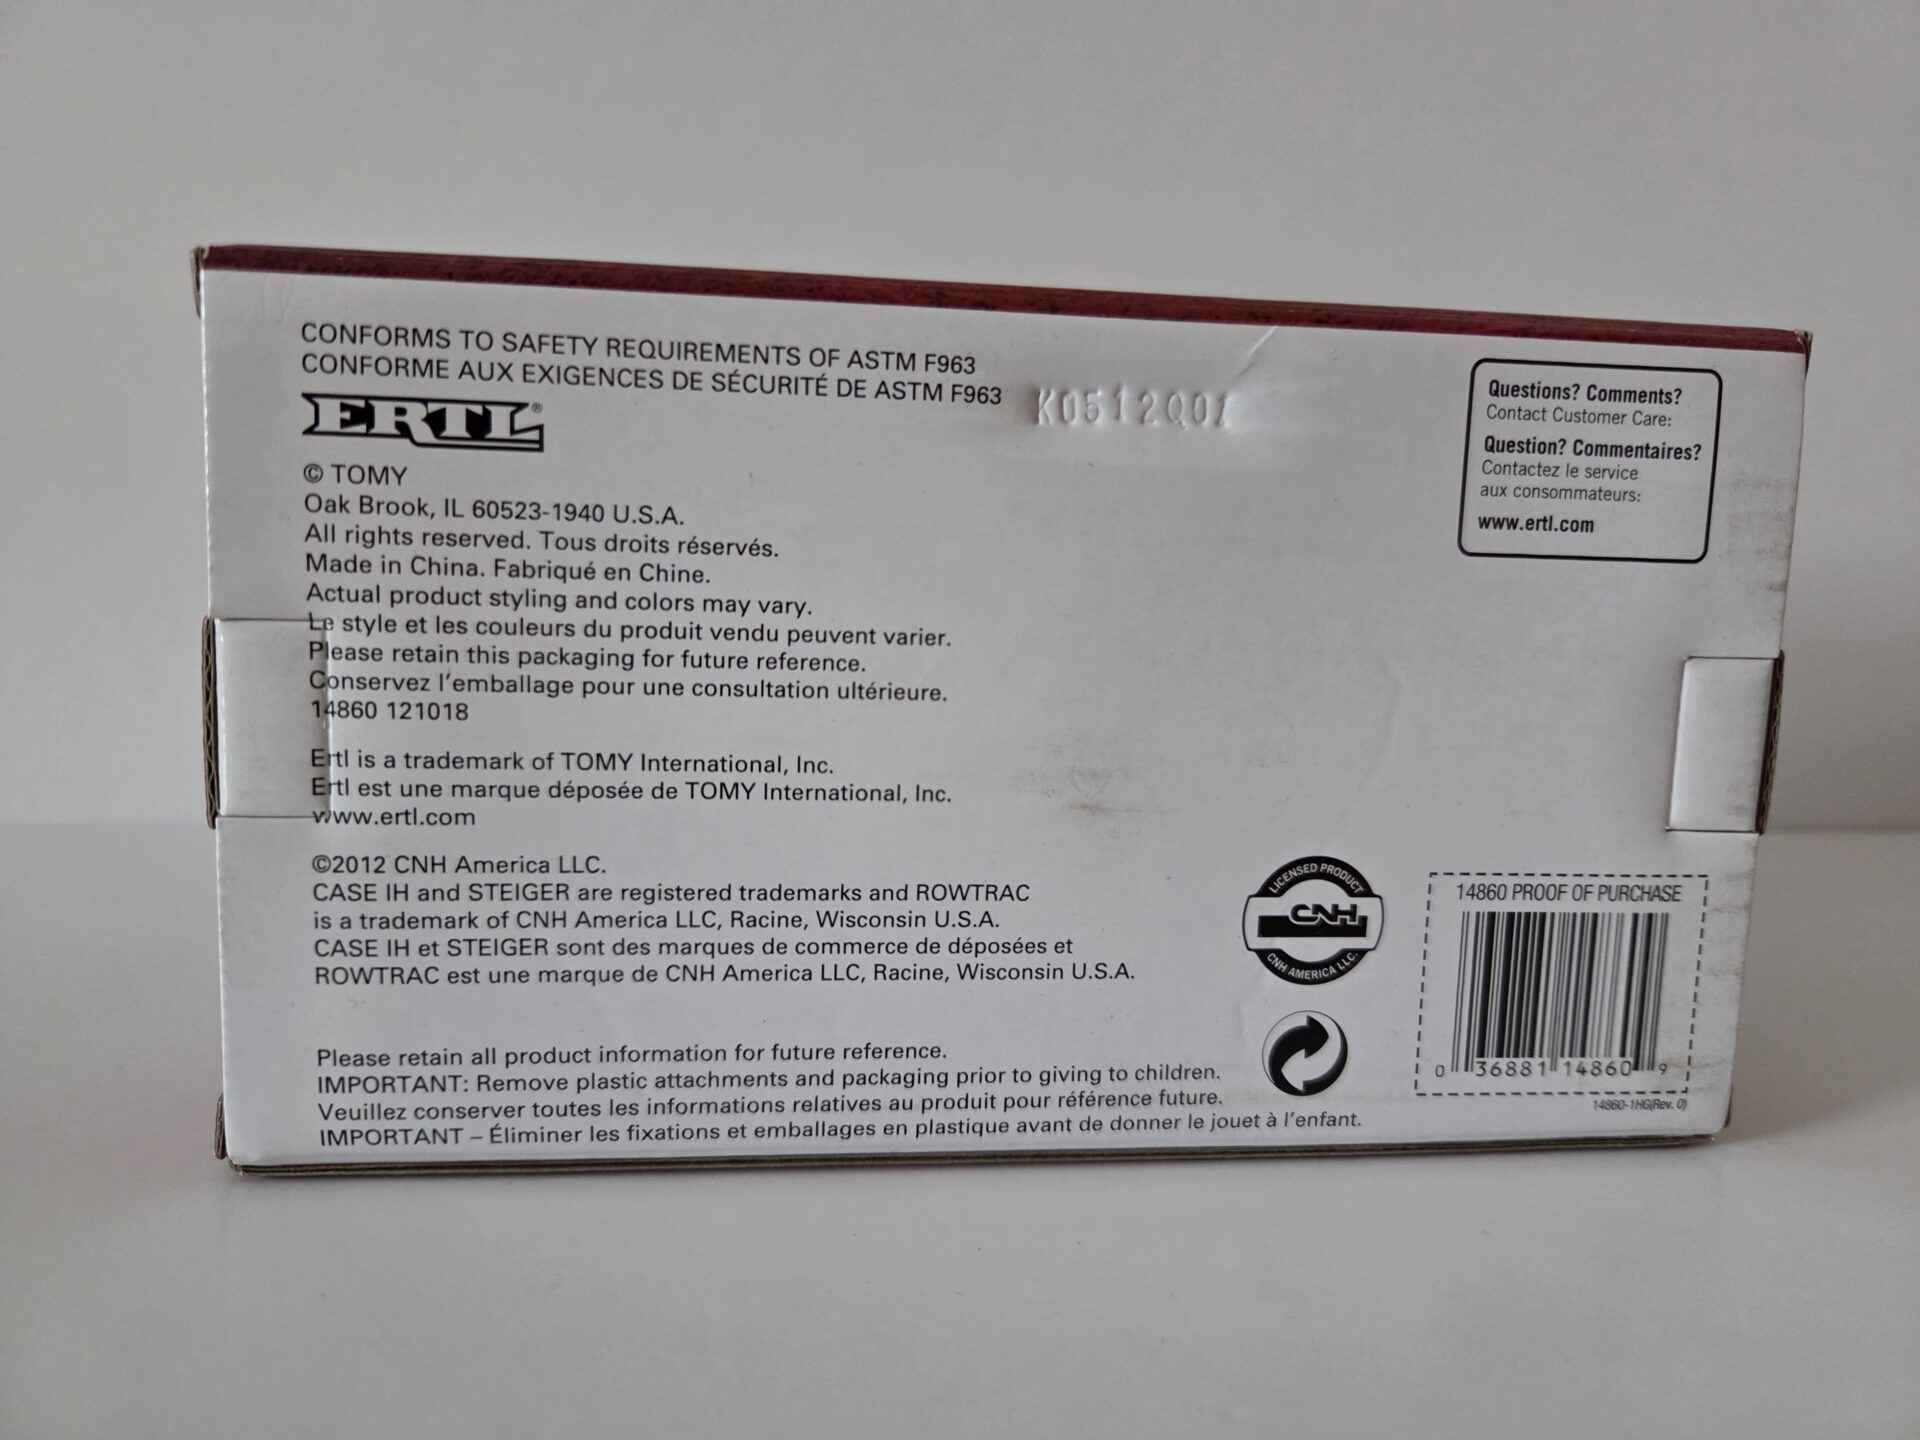 CONFORMS TO SAFETY REQUIREMENTS OF ASTM F963
CONFORME AUX EXIGENCES DE SÉCURITÉ DE ASTM F963
K0512Q01
ERTL®
© TOMY
Oak Brook, IL 60523-1940 U.S.A.
All rights reserved. Tous droits réservés.
Made in China. Fabriqué en Chine.
Actual product styling and colors may vary.
Le style et les couleurs du produit vendu peuvent varier.
Please retain this packaging for future reference.
Conservez l'emballage pour une consultation ultérieure.
14860 121018
Ertl is a trademark of TOMY International, Inc.
Ertl est une marque déposée de TOMY International, Inc.
www.ertl.com
©2012 CNH America LLC.
CASE IH and STEIGER are registered trademarks and ROWTRAC
is a trademark of CNH America LLC, Racine, Wisconsin U.S.A.
CASE IH et STEIGER sont des marques de commerce de déposées et
ROWTRAC est une marque de CNH America LLC, Racine, Wisconsin U.S.A.
Please retain all product information for future reference.
IMPORTANT: Remove plastic attachments and packaging prior to giving to children.
Veuillez conserver toutes les informations relatives au produit pour référence future.
IMPORTANT – Éliminer les fixations et emballages en plastique avant de donner le jouet à l'enfant.
Questions? Comments?
Contact Customer Care:
Question? Commentaires?
Contactez le service
aux consommateurs:
www.ertl.com
LICENSED PRODUCT
CNH
CNH AMERICA LLC.
14860 PROOF OF PURCHASE
0 36881 14860 9
14860-1HG(Rev. 0)